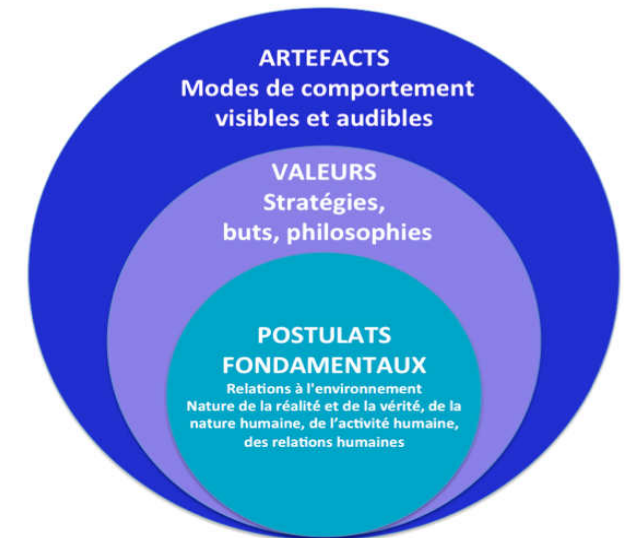 ARTEFACTS
Modes de comportement
visibles et audibles
VALEURS
Stratégies,
buts, philosophies
POSTULATS
FONDAMENTAUX
Relations à l'environnement
Nature de la réalité et de la vérité, de la
nature humaine, de l'activité humaine,
des relations humaines